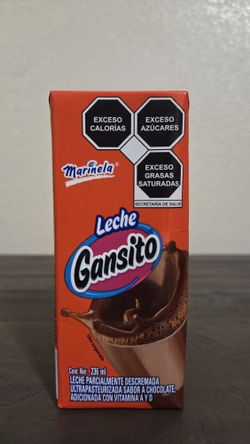 EXCESO
CALORÍAS
EXCESO
AZÚCARES
EXCESO
GRASAS
SATURADAS
SECRETARÍA DE SALUD
Marinela
Leche
Gansito
Cont. Net. 236 ml
LECHE PARCIALMENTE DESCREMADA
ULTRAPASTEURIZADA SABOR A CHOCOLATE.
ADICIONADA CON VITAMINA A Y D